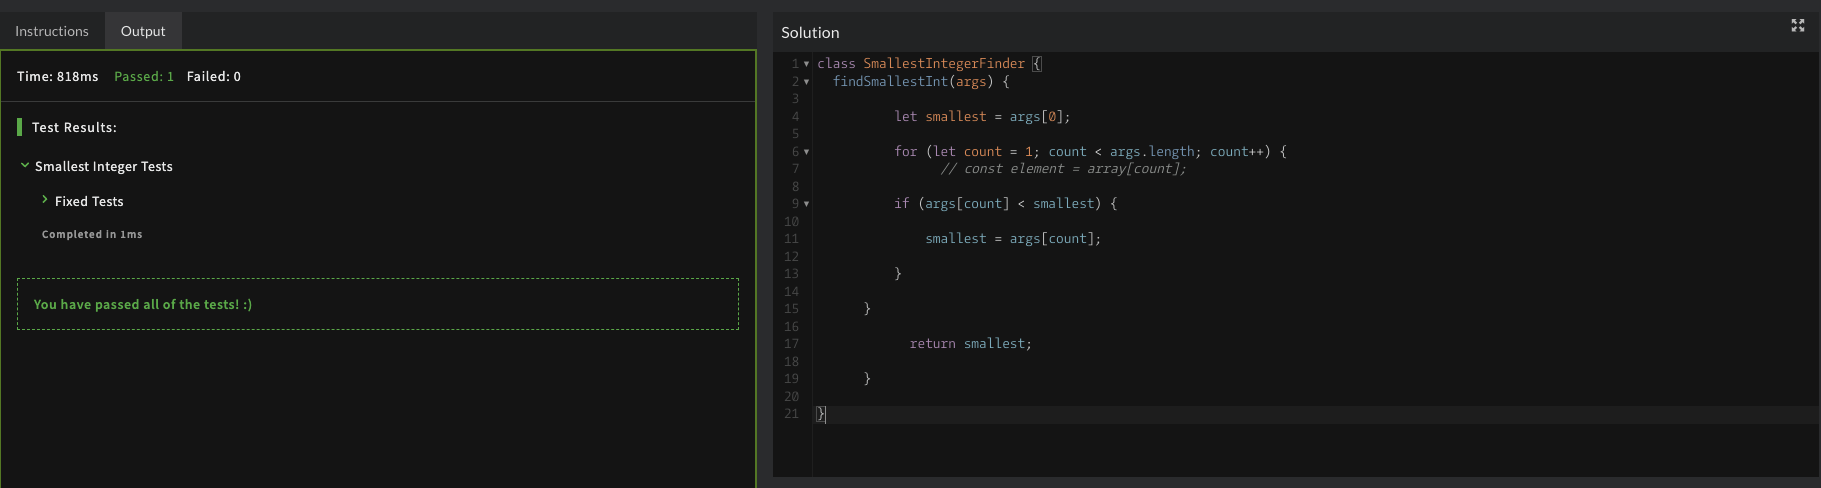 Instructions Output
Time: 818ms Passed: 1 Failed: 0
Test Results:
Smallest Integer Tests
Fixed Tests
Completed in 1ms
You have passed all of the tests! :)
Solution
1 class SmallestIntegerFinder {
2 findSmallestInt(args) {
3
4 let smallest = args[0];
5
6 for (let count = 1; count < args.length; count++) {
7 // const element = array[count];
8
9 if (args[count] < smallest) {
10
11 smallest = args[count];
12
13 }
14
15 }
16
17 return smallest;
18
19 }
20
21 }